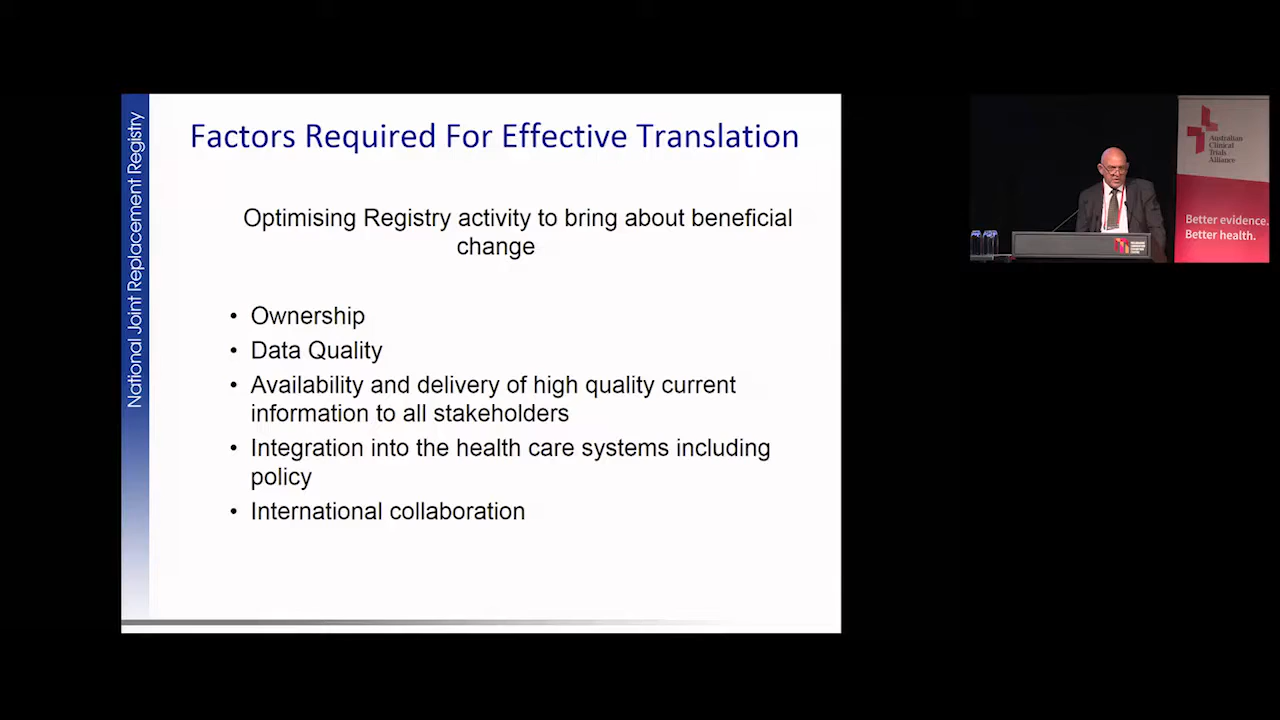 National Joint Replacement Registry
Factors Required For Effective Translation
Optimising Registry activity to bring about beneficial
change
• Ownership
• Data Quality
• Availability and delivery of high quality current
information to all stakeholders
• Integration into the health care systems including
policy
• International collaboration
Australian
Clinical
Trials
Alliance
Better evidence.
Better health.